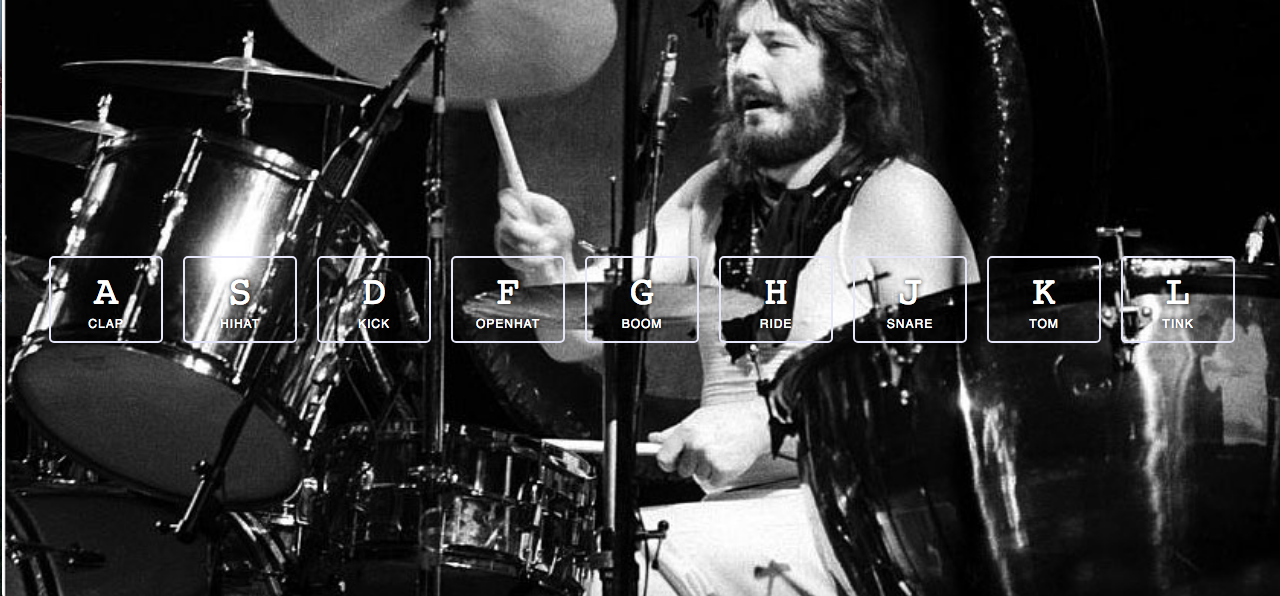 A S D F G H J K L
CLAP HIHAT KICK OPENHAT BOOM RIDE SNARE TOM TINK